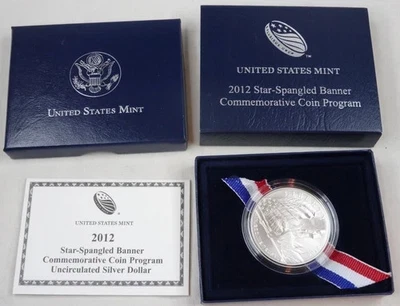 UNITED STATES MINT
UNITED STATES MINT
2012 Star-Spangled Banner
Commemorative Coin Program
UNITED STATES MINT
2012
Star-Spangled Banner
Commemorative Coin Program
Uncirculated Silver Dollar